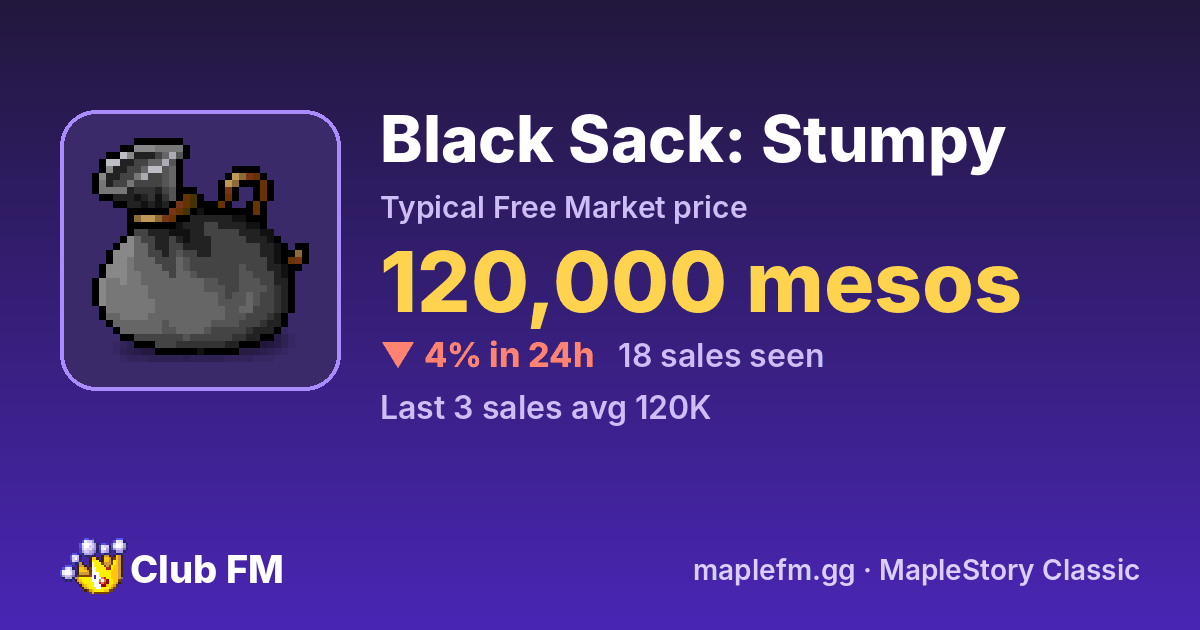 Black Sack: Stumpy
Typical Free Market price
120,000 mesos
▼ 4% in 24h 18 sales seen
Last 3 sales avg 120K
Club FM
maplefm.gg · MapleStory Classic